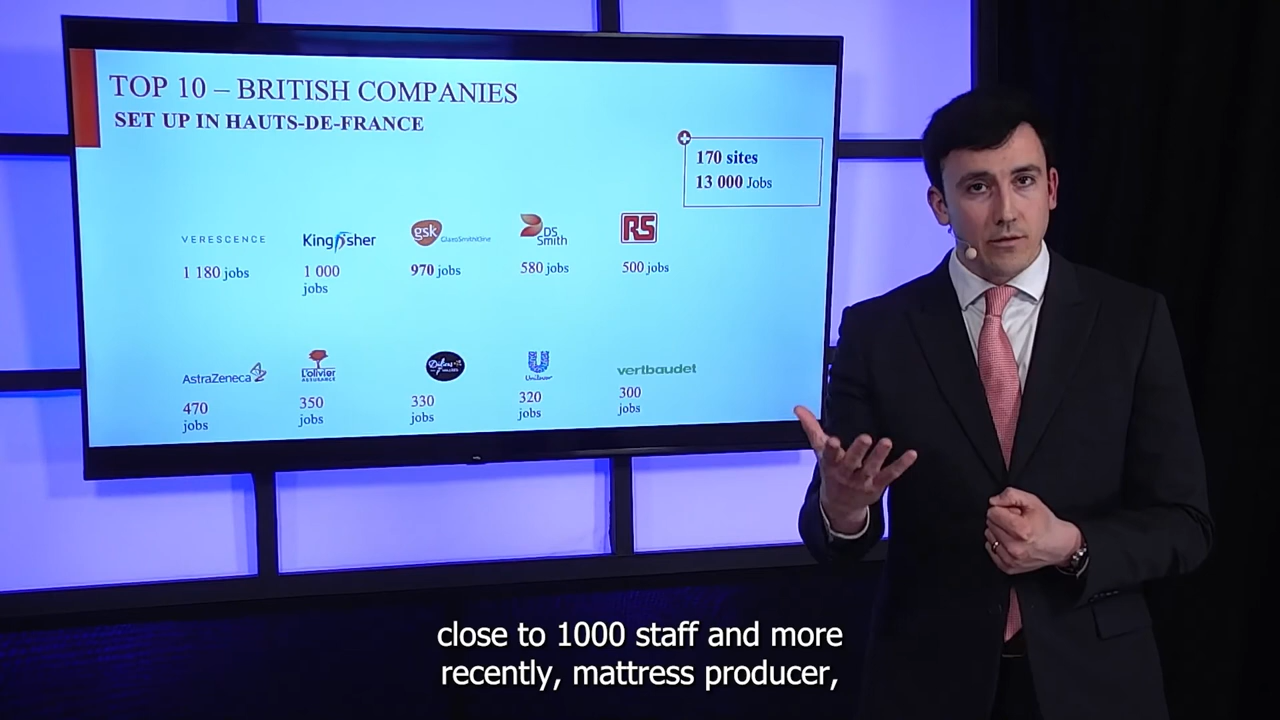 TOP 10 – BRITISH COMPANIES
SET UP IN HAUTS-DE-FRANCE
170 sites
13 000 Jobs
VERESCENCE
Kingfisher
gsk GlaxoSmithKline
DS Smith
RS
1 180 jobs
1 000 jobs
970 jobs
580 jobs
500 jobs
AstraZeneca
L'olivier ASSURANCE
Unilever
vertbaudet
470 jobs
350 jobs
330 jobs
320 jobs
300 jobs
close to 1000 staff and more
recently, mattress producer,